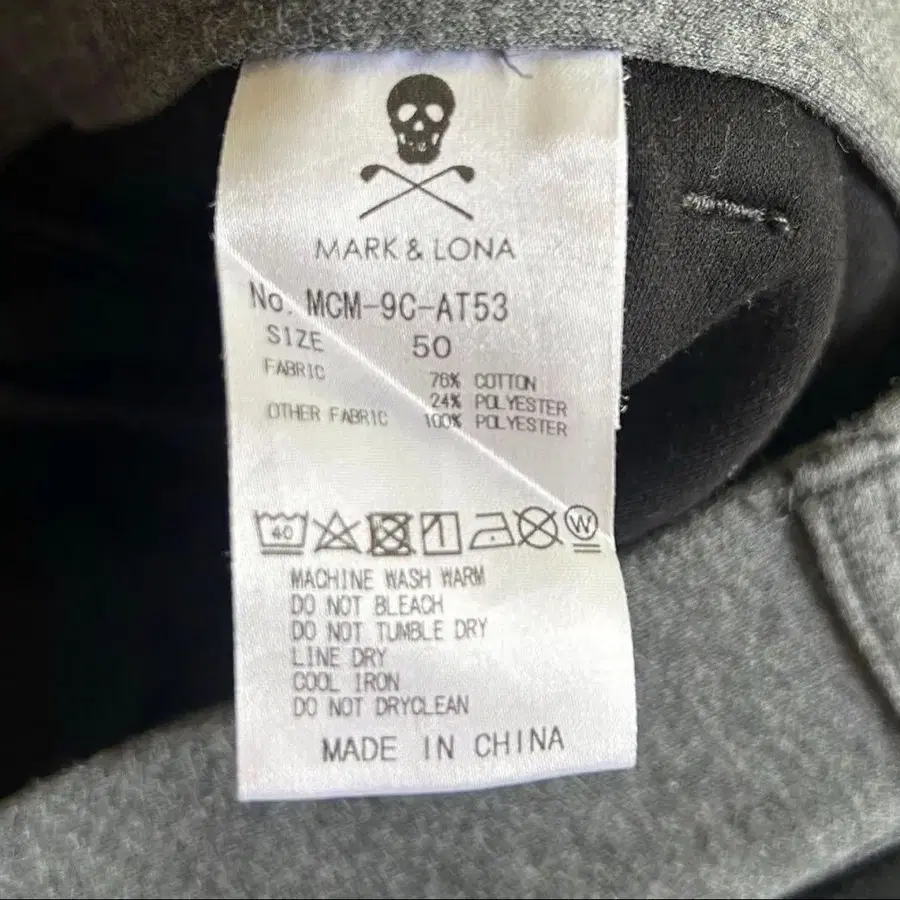 MARK & LONA
No. MCM-9C-AT53
SIZE 50
FABRIC 76% COTTON
24% POLYESTER
OTHER FABRIC 100% POLYESTER
40 W
MACHINE WASH WARM
DO NOT BLEACH
DO NOT TUMBLE DRY
LINE DRY
COOL IRON
DO NOT DRYCLEAN
MADE IN CHINA